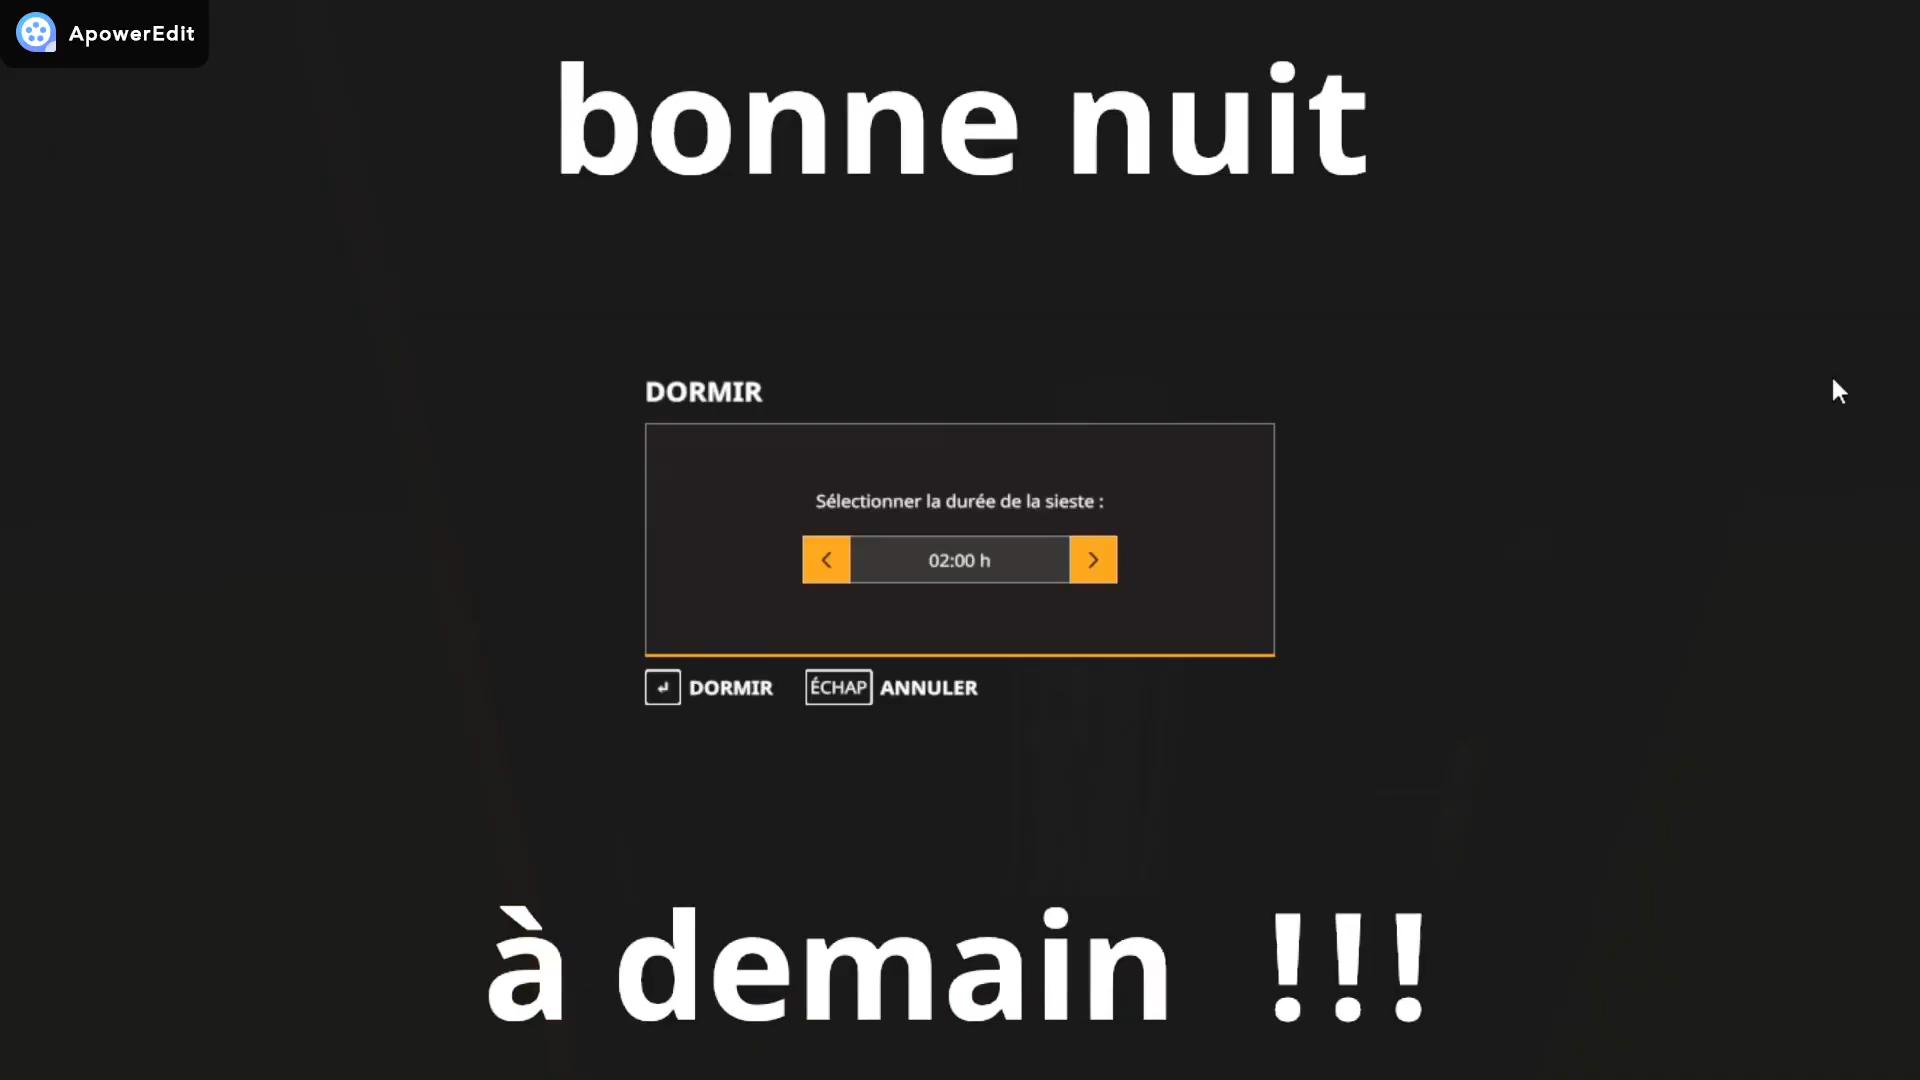 ApowerEdit
bonne nuit
DORMIR
Sélectionner la durée de la sieste :
02:00 h
DORMIR ÉCHAP ANNULER
à demain !!!